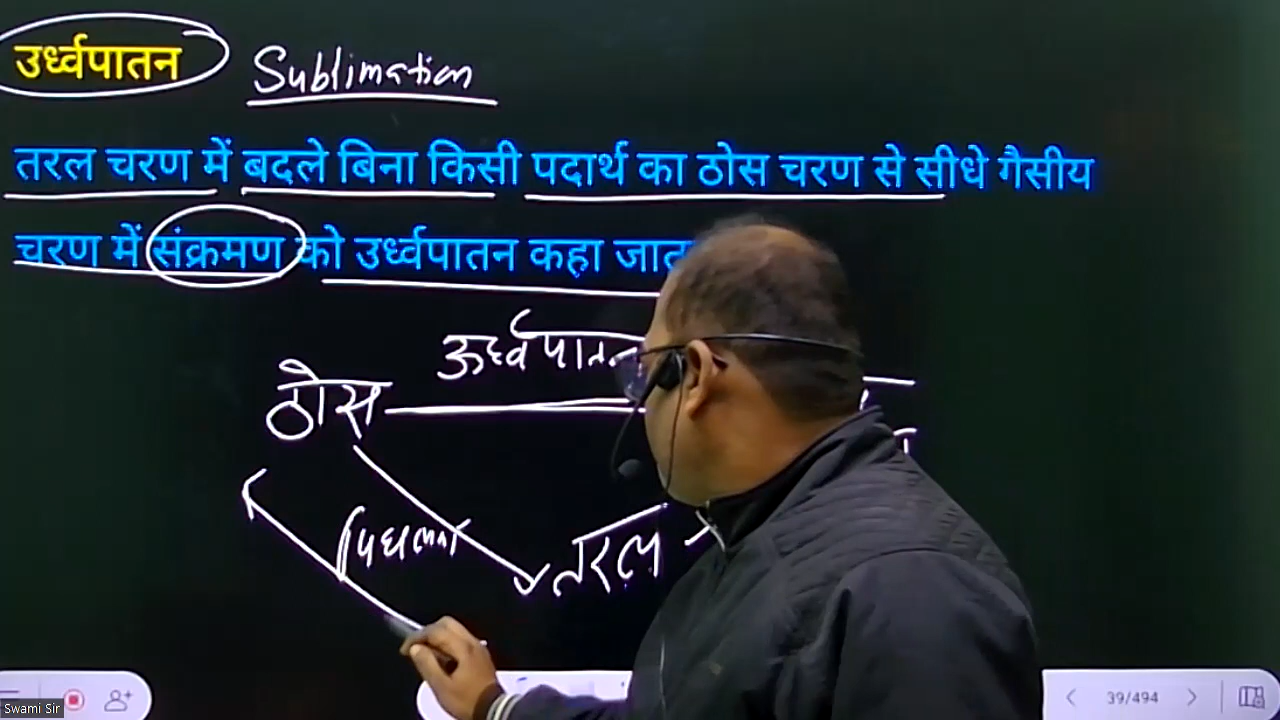 उर्ध्वपातन Sublimation
तरल चरण में बदले बिना किसी पदार्थ का ठोस चरण से सीधे गैसीय
चरण में संक्रमण को उर्ध्वपातन कहा
ऊर्ध्वपातन
ठोस
पिघलना
तरल
39/494
Swami Sir